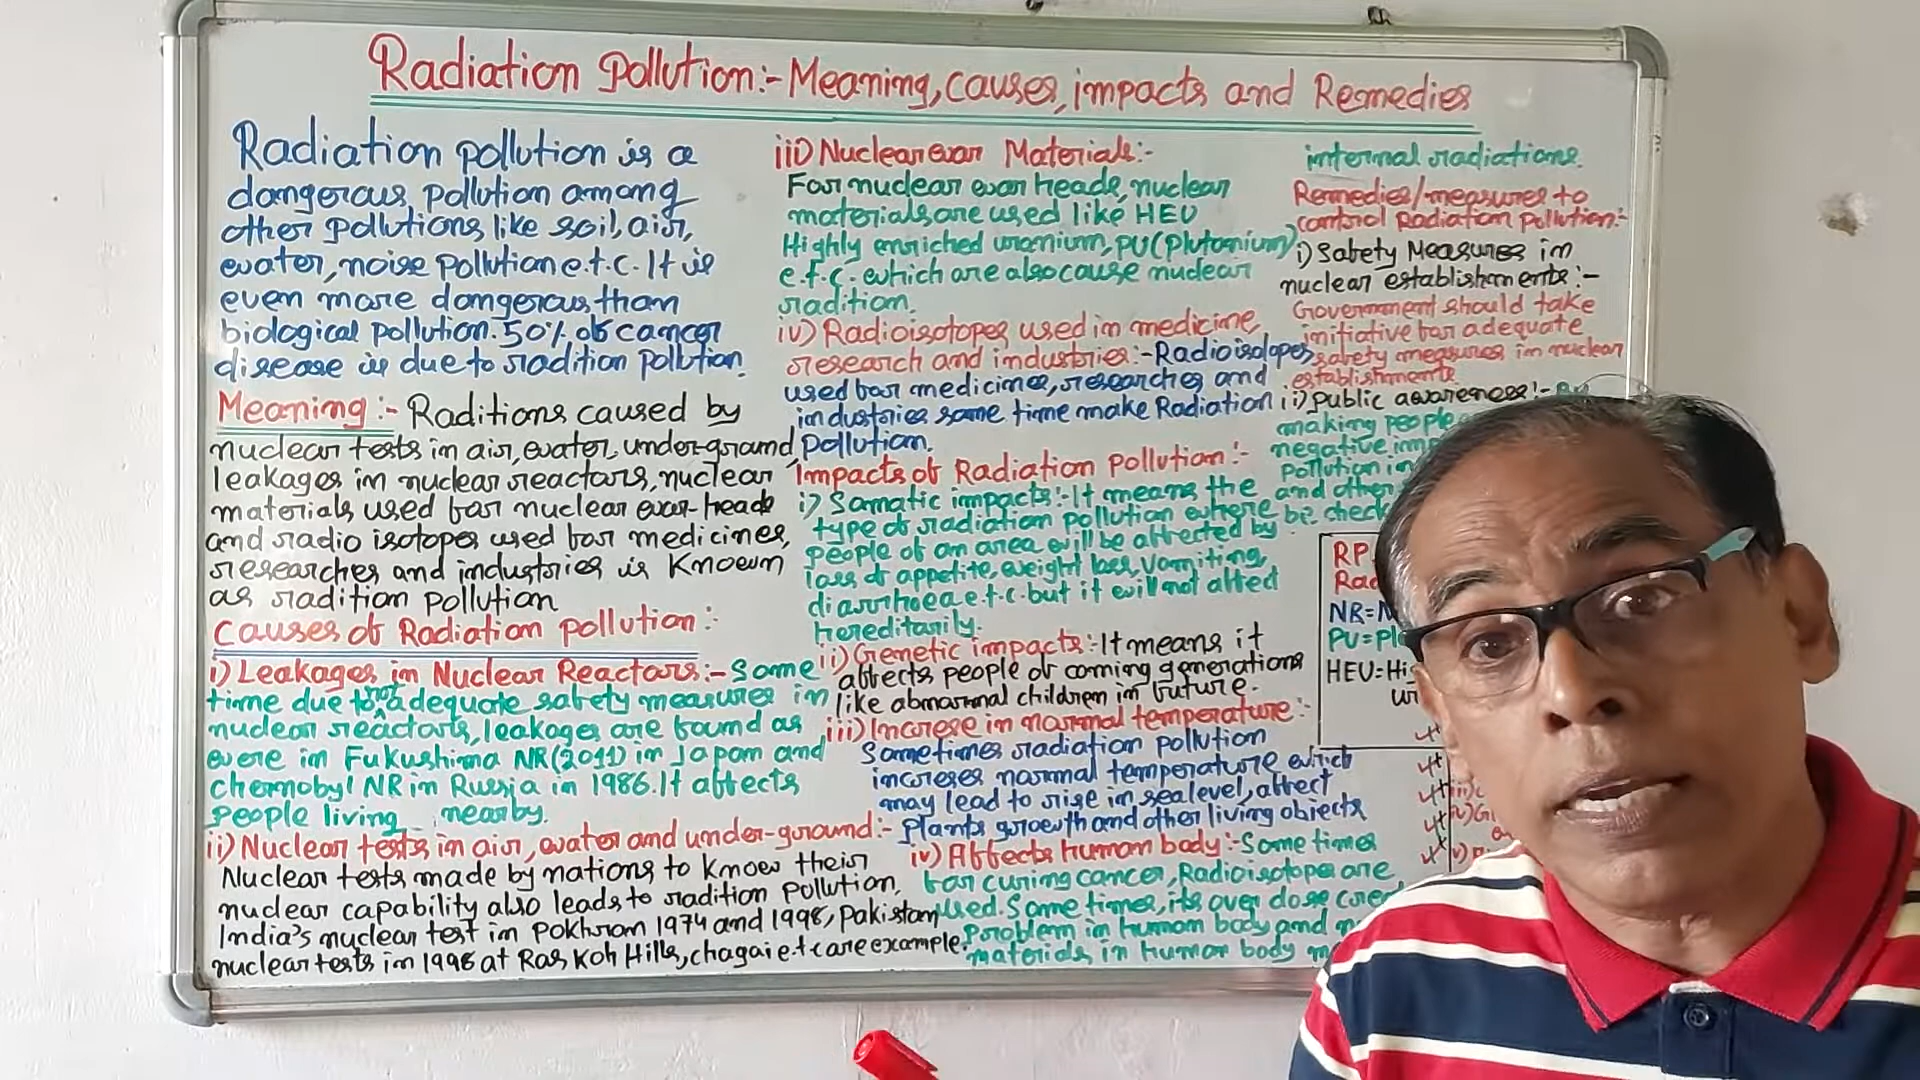 Radiation Pollution:- Meaning, causes, impacts and Remedies
Radiation pollution is a
dangerous pollution among
other pollutions like soil, air,
water, noise pollution e.t.c. It is
even more dangerous than
biological pollution. 50% of cancer
disease is due to radition pollution.
Meaning:- Raditions caused by
nuclear tests in air, water, under-ground,
leakages in nuclear reactors, nuclear
materials used for nuclear war-heads
and radio isotopes used for medicines,
researches and industries is known
as radition pollution
Causes of Radiation pollution:-
i) Leakages in Nuclear Reactors:- Some
time due to not adequate safety measures in
nuclear reactors, leakages are found as
were in Fukushima NR(2011) in Japan and
chernobyl NR in Russia in 1986. It affects
people living nearby.
ii) Nuclear tests in air, water and under-ground:-
Nuclear tests made by nations to know their
nuclear capability also leads to radition pollution.
India's nuclear test in Pokhran 1974 and 1998, Pakistan
nuclear tests in 1998 at Ras Koh Hills, chagai e.t.c are example.
iii) Nuclear war Materials:-
For nuclear war heads, nuclear
materials are used like HEU
Highly enriched uranium, PU (Plutonium)
e.t.c. which are also cause nuclear
radition.
iv) Radioisotopes used in medicine,
research and industries:- Radioisolopes
used for medicines, researches and
industries same time make Radiation
pollution.
Impacts of Radiation Pollution:-
i) Somatic impacts:- It means the
type of radiation pollution where
people of an area will be affected by
loss of appetite, weight loss, vomiting,
diarrhoea e.t.c. but it will not affect
hereditarily.
ii) Genetic impacts:- It means it
affects people of coming generations
like abnormal children in future.
iii) Increse in normal temperature:-
Sometimes radiation pollution
increses normal temperature which
may lead to rise in sea level, affect
plants growth and other living objects
iv) Affects human body:- Some times
for curing cancer, Radioisotopes are
used. Some times, its over dose
problem in human body and
materials in human body
internal radiations.
Remedies/measures to
control Radiation Pollution:-
i) Safety Measures in
nuclear establishments:-
Government should take
initiative for adequate
safety measures in nuclear
establishments.
ii) Public awareness:-
making people
negative
Pollution in
and other
be check
RP
NR=
PU=
HEU=